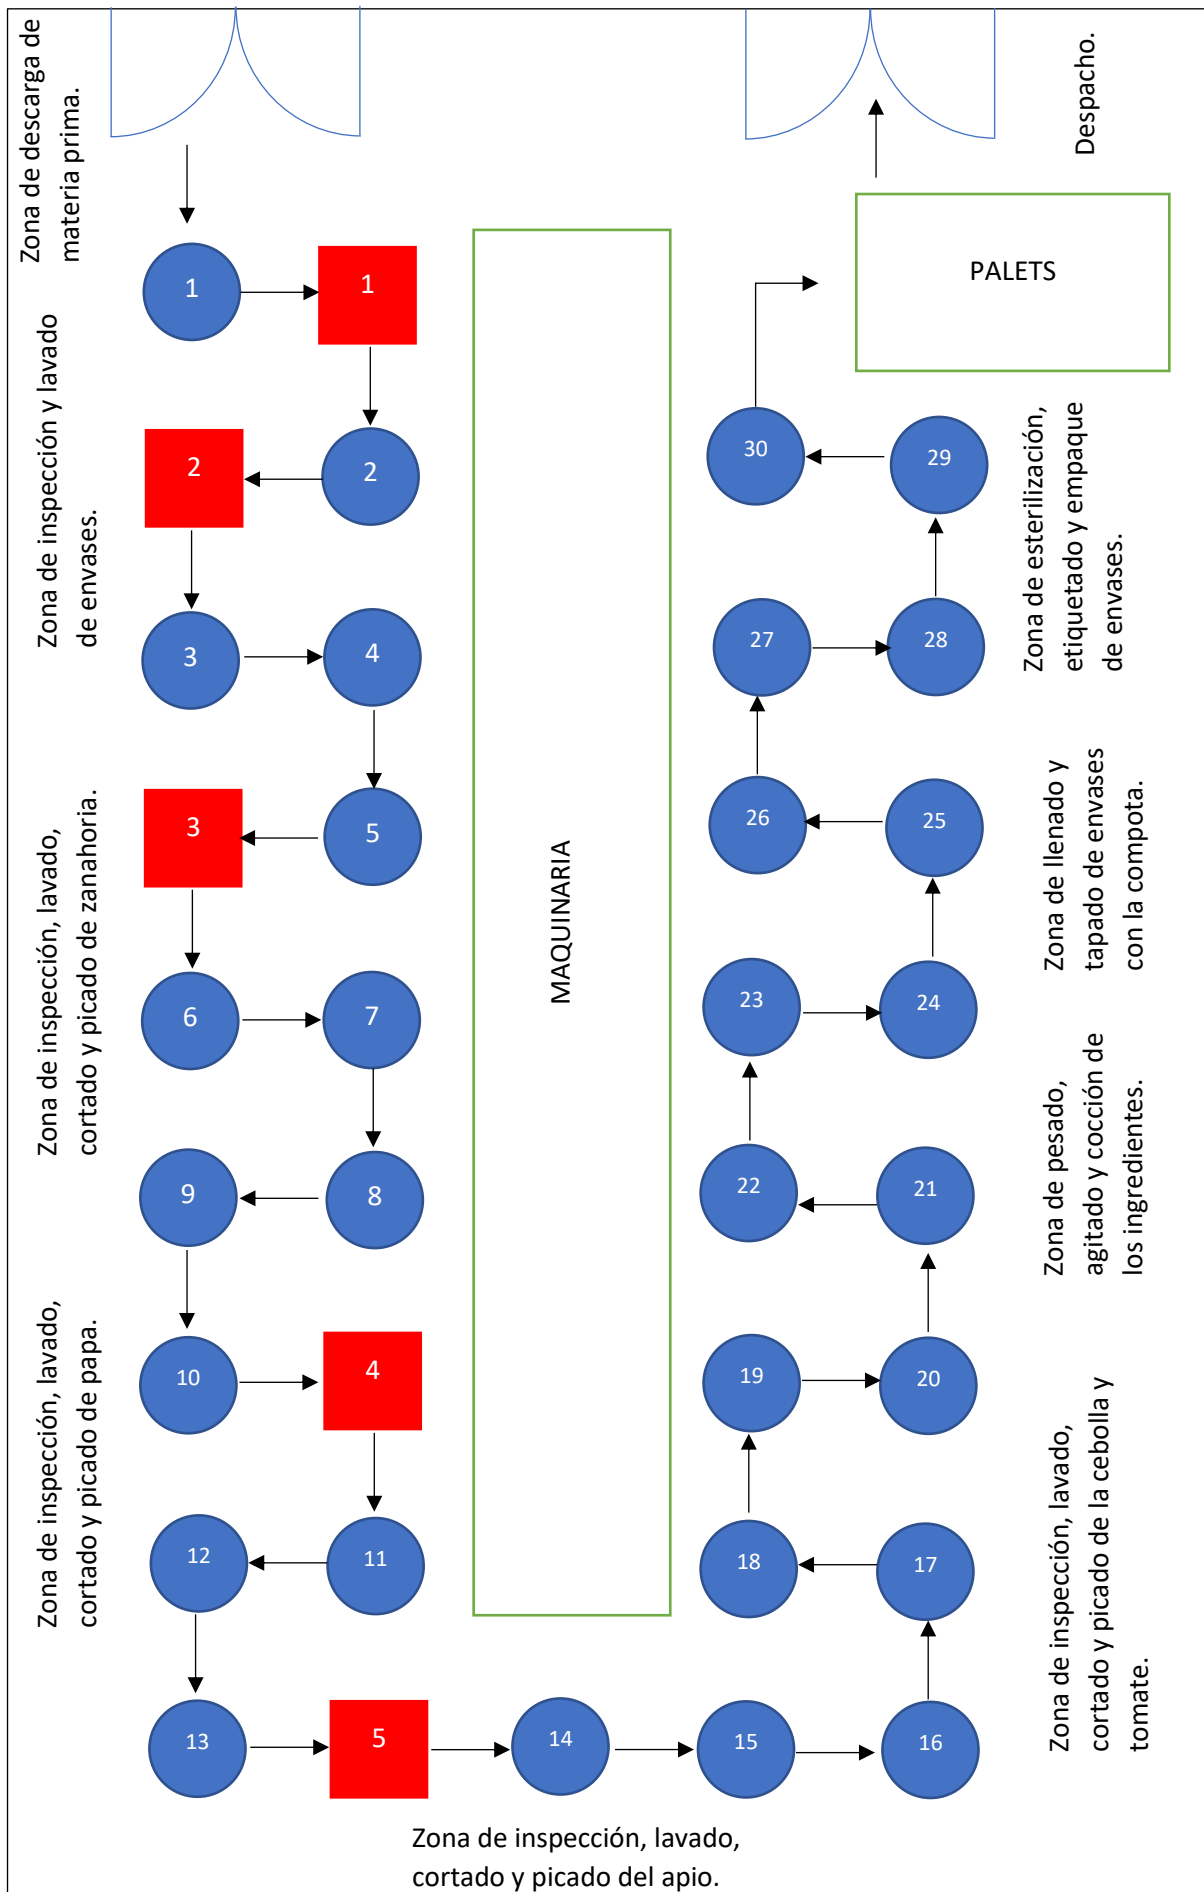 Zona de descarga de
materia prima.
Despacho.
1
1
PALETS
Zona de inspección y lavado
de envases.
2
2
3
4
30
29
27
28
Zona de esterilización,
etiquetado y empaque
de envases.
Zona de inspección, lavado,
cortado y picado de zanahoria.
3
5
6
7
MAQUINARIA
26
25
23
24
Zona de llenado y
tapado de envases
con la compota.
9
8
22
21
Zona de pesado,
agitado y cocción de
los ingredientes.
Zona de inspección, lavado,
cortado y picado de papa.
10
4
12
11
19
20
18
17
Zona de inspección, lavado,
cortado y picado de la cebolla y
tomate.
13
5
14
15
16
Zona de inspección, lavado,
cortado y picado del apio.